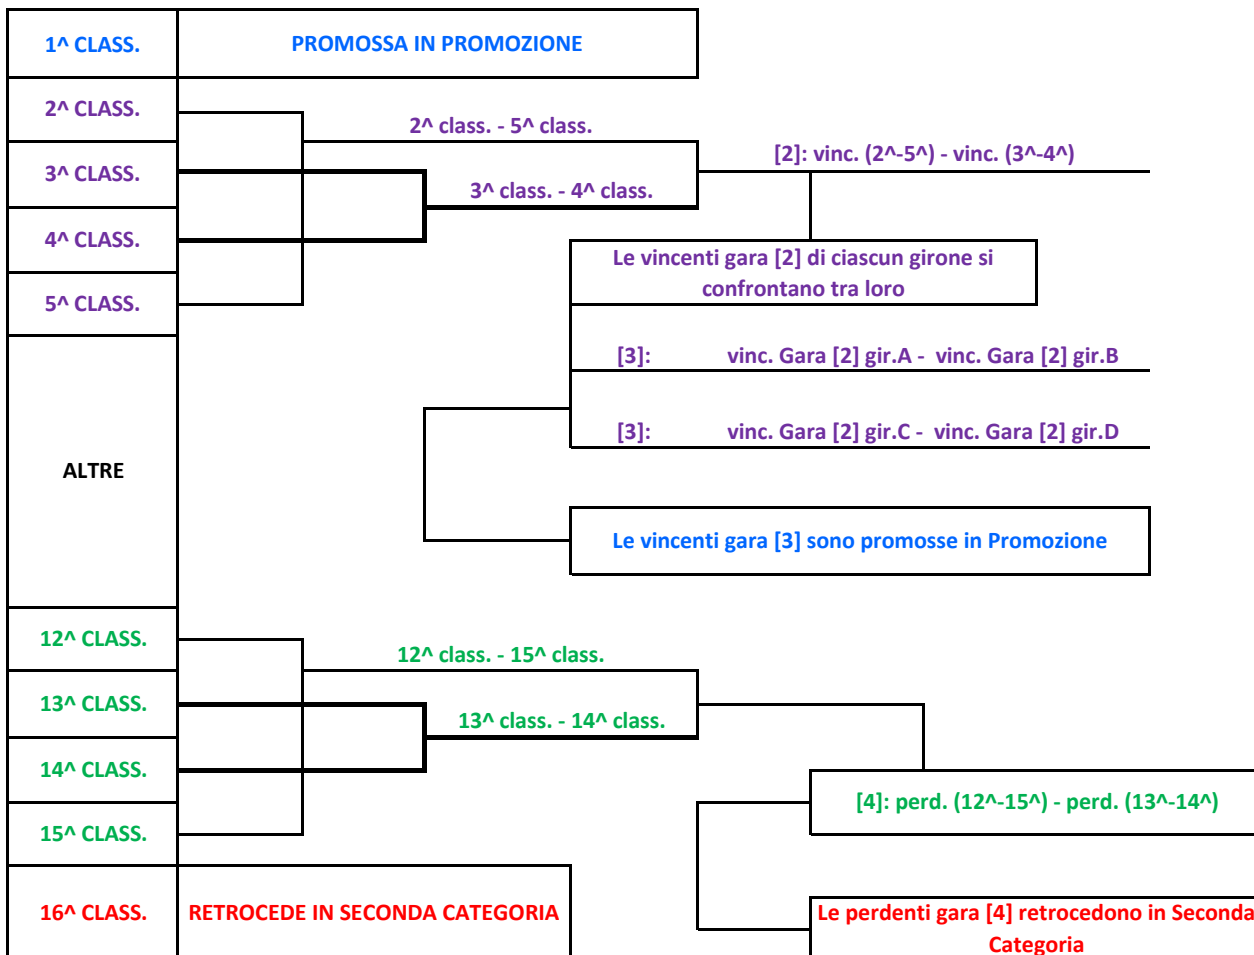 1^ CLASS.
PROMOSSA IN PROMOZIONE
2^ CLASS.
2^ class. - 5^ class.
[2]: vinc. (2^-5^) - vinc. (3^-4^)
3^ CLASS.
3^ class. - 4^ class.
4^ CLASS.
Le vincenti gara [2] di ciascun girone si
confrontano tra loro
5^ CLASS.
[3]: vinc. Gara [2] gir.A - vinc. Gara [2] gir.B
[3]: vinc. Gara [2] gir.C - vinc. Gara [2] gir.D
ALTRE
Le vincenti gara [3] sono promosse in Promozione
12^ CLASS.
12^ class. - 15^ class.
13^ CLASS.
13^ class. - 14^ class.
14^ CLASS.
[4]: perd. (12^-15^) - perd. (13^-14^)
15^ CLASS.
16^ CLASS.
RETROCEDE IN SECONDA CATEGORIA
Le perdenti gara [4] retrocedono in Seconda
Categoria